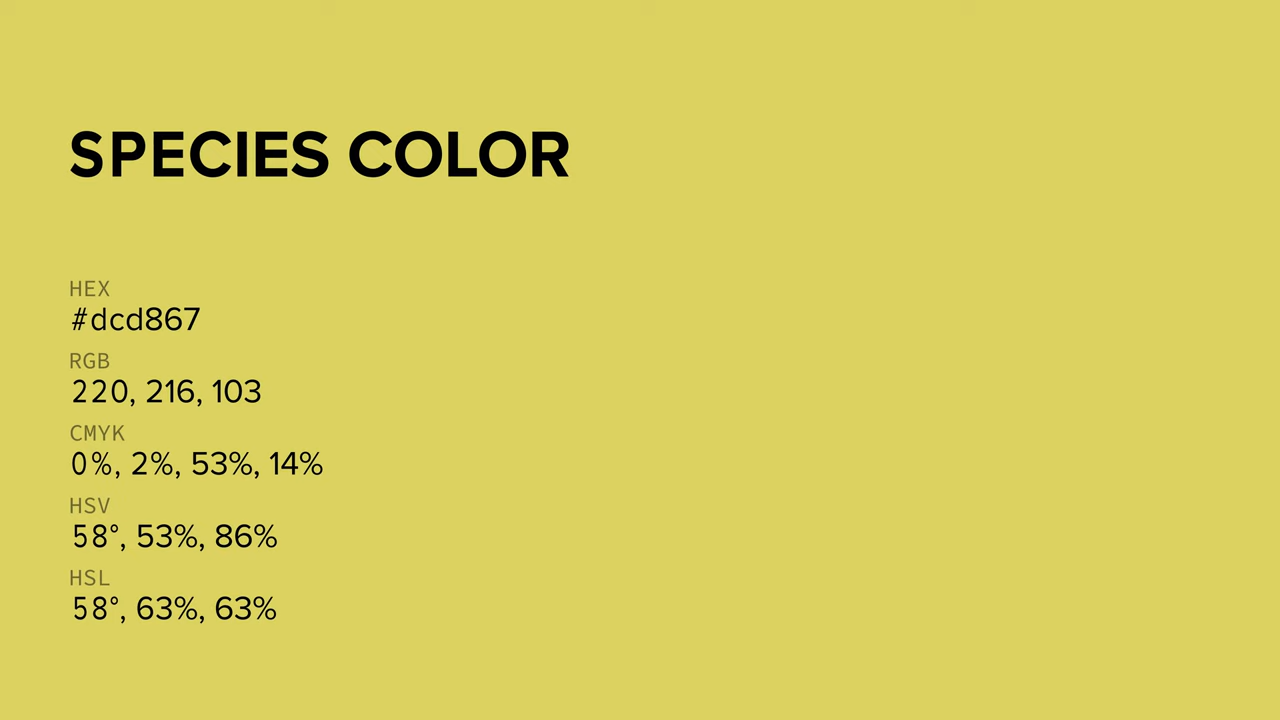 SPECIES COLOR
HEX
#dcd867
RGB
220, 216, 103
CMYK
0%, 2%, 53%, 14%
HSV
58°, 53%, 86%
HSL
58°, 63%, 63%